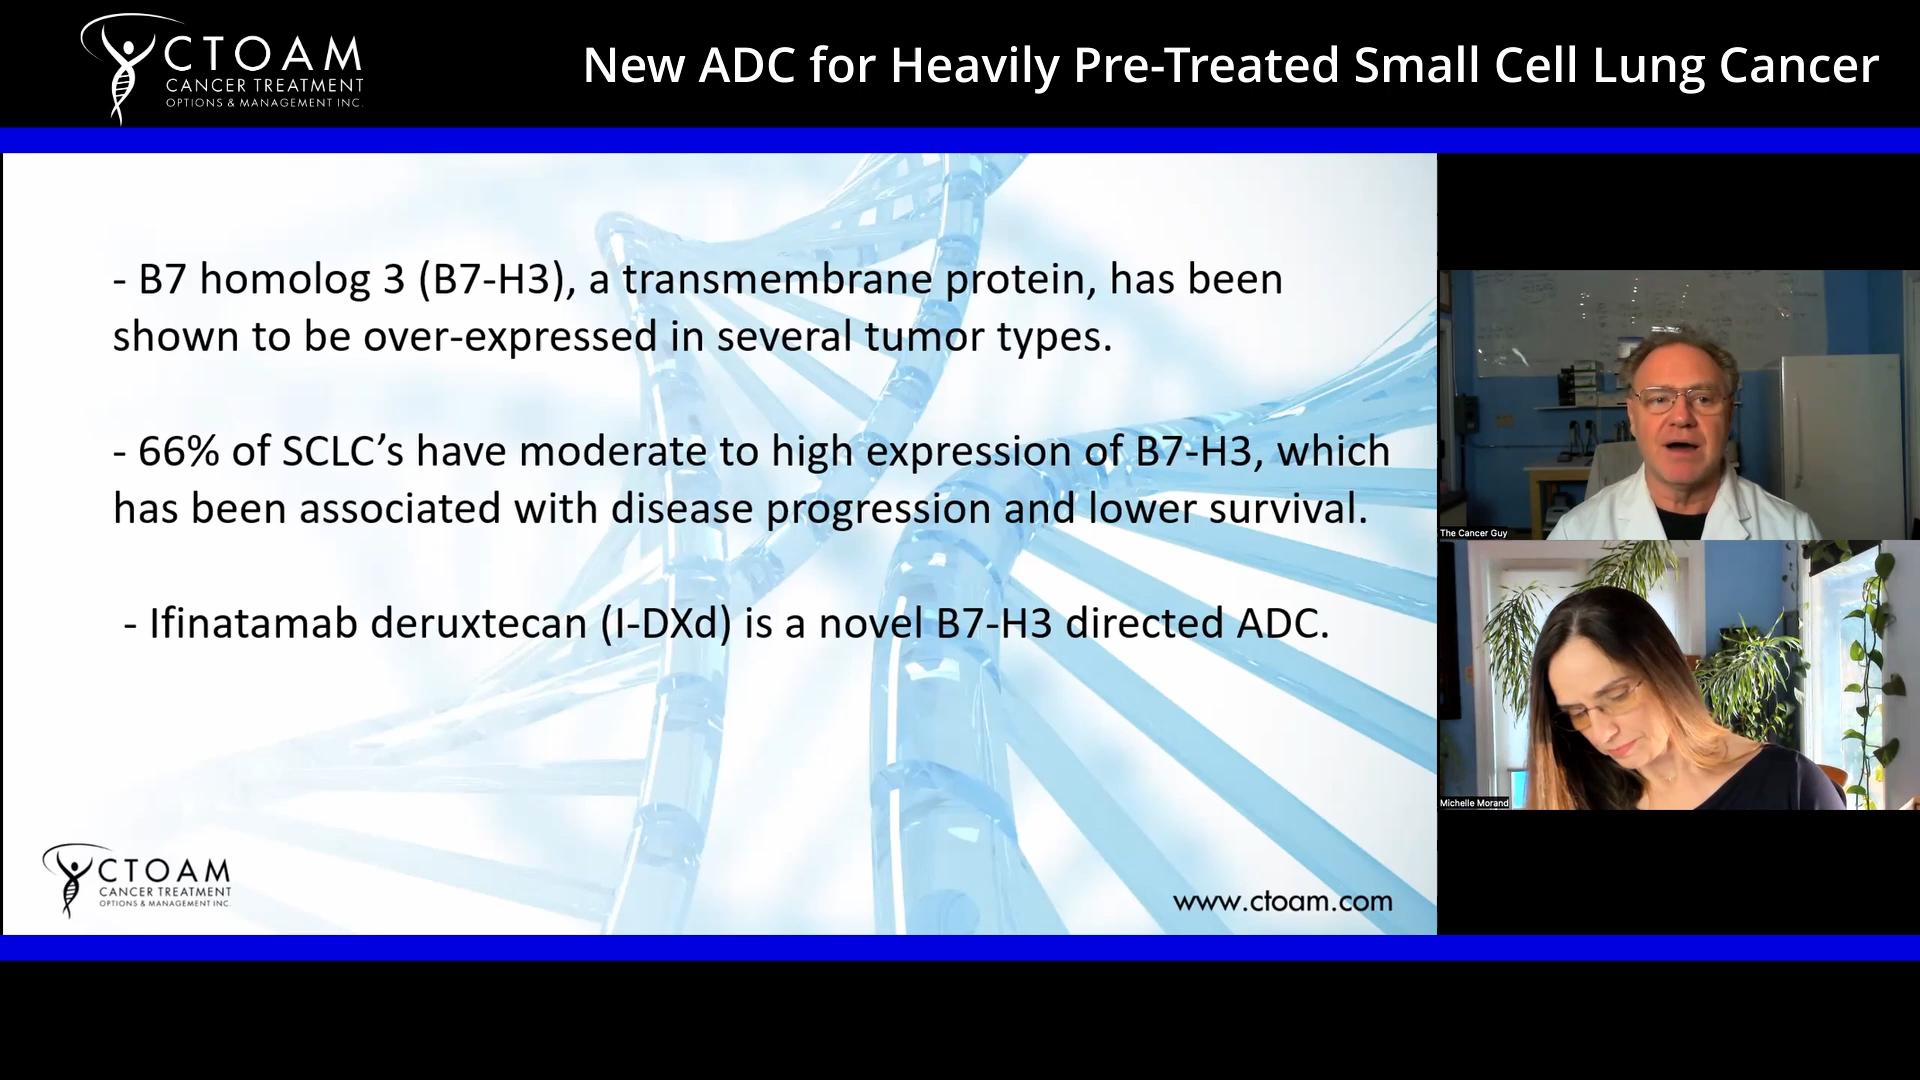 CTOAM
CANCER TREATMENT
OPTIONS & MANAGEMENT INC.
New ADC for Heavily Pre-Treated Small Cell Lung Cancer
- B7 homolog 3 (B7-H3), a transmembrane protein, has been
shown to be over-expressed in several tumor types.
- 66% of SCLC’s have moderate to high expression of B7-H3, which
has been associated with disease progression and lower survival.
- Ifinatamab deruxtecan (I-DXd) is a novel B7-H3 directed ADC.
The Cancer Guy
Michelle Morand
CTOAM
CANCER TREATMENT
OPTIONS & MANAGEMENT INC.
www.ctoam.com